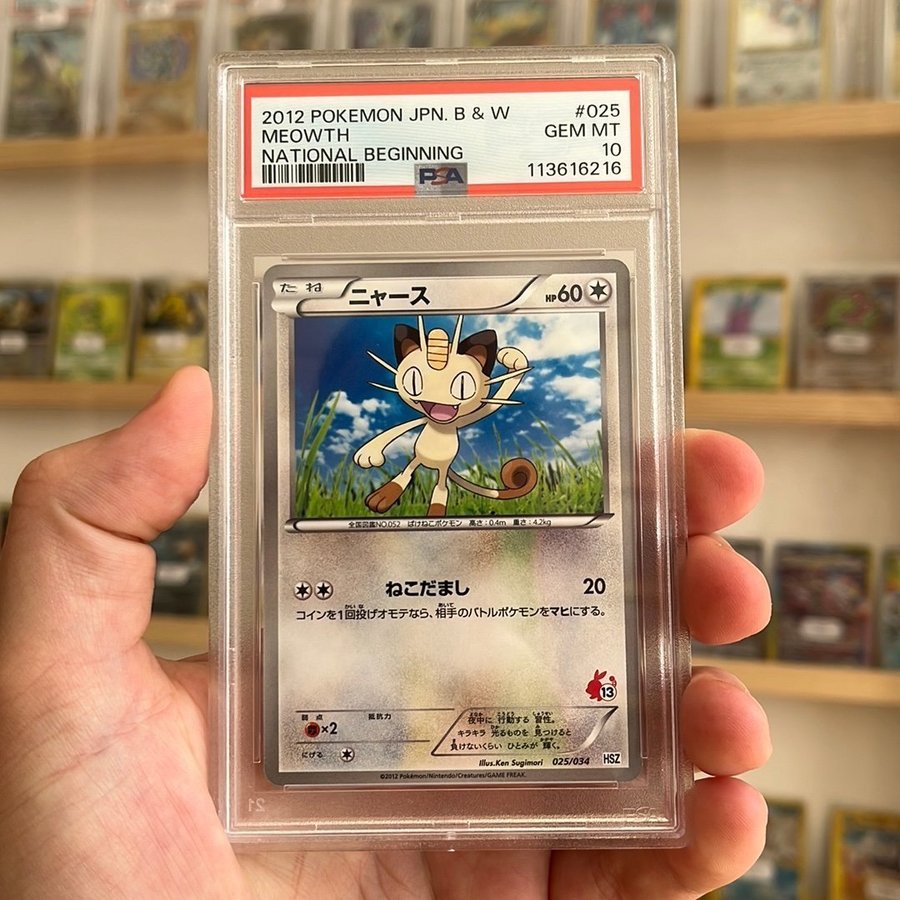 2012 POKEMON JPN. B & W #025
MEOWTH GEM MT
NATIONAL BEGINNING 10
PSA 113616216
たね ニャース HP60
全国図鑑NO.052 ばけねこポケモン 高さ:0.4m 重さ:4.2kg
ねこだまし 20
コインを1回投げオモテなら、相手のバトルポケモンをマヒにする。
13
弱点 抵抗力
×2
にげる
夜中に 行動する 習性。
キラキラ 光るものを 見つけると
負けないくらい ひとみが 輝く。
Illus.Ken Sugimori 025/034 HSZ
©2012 Pokémon/Nintendo/Creatures/GAME FREAK.